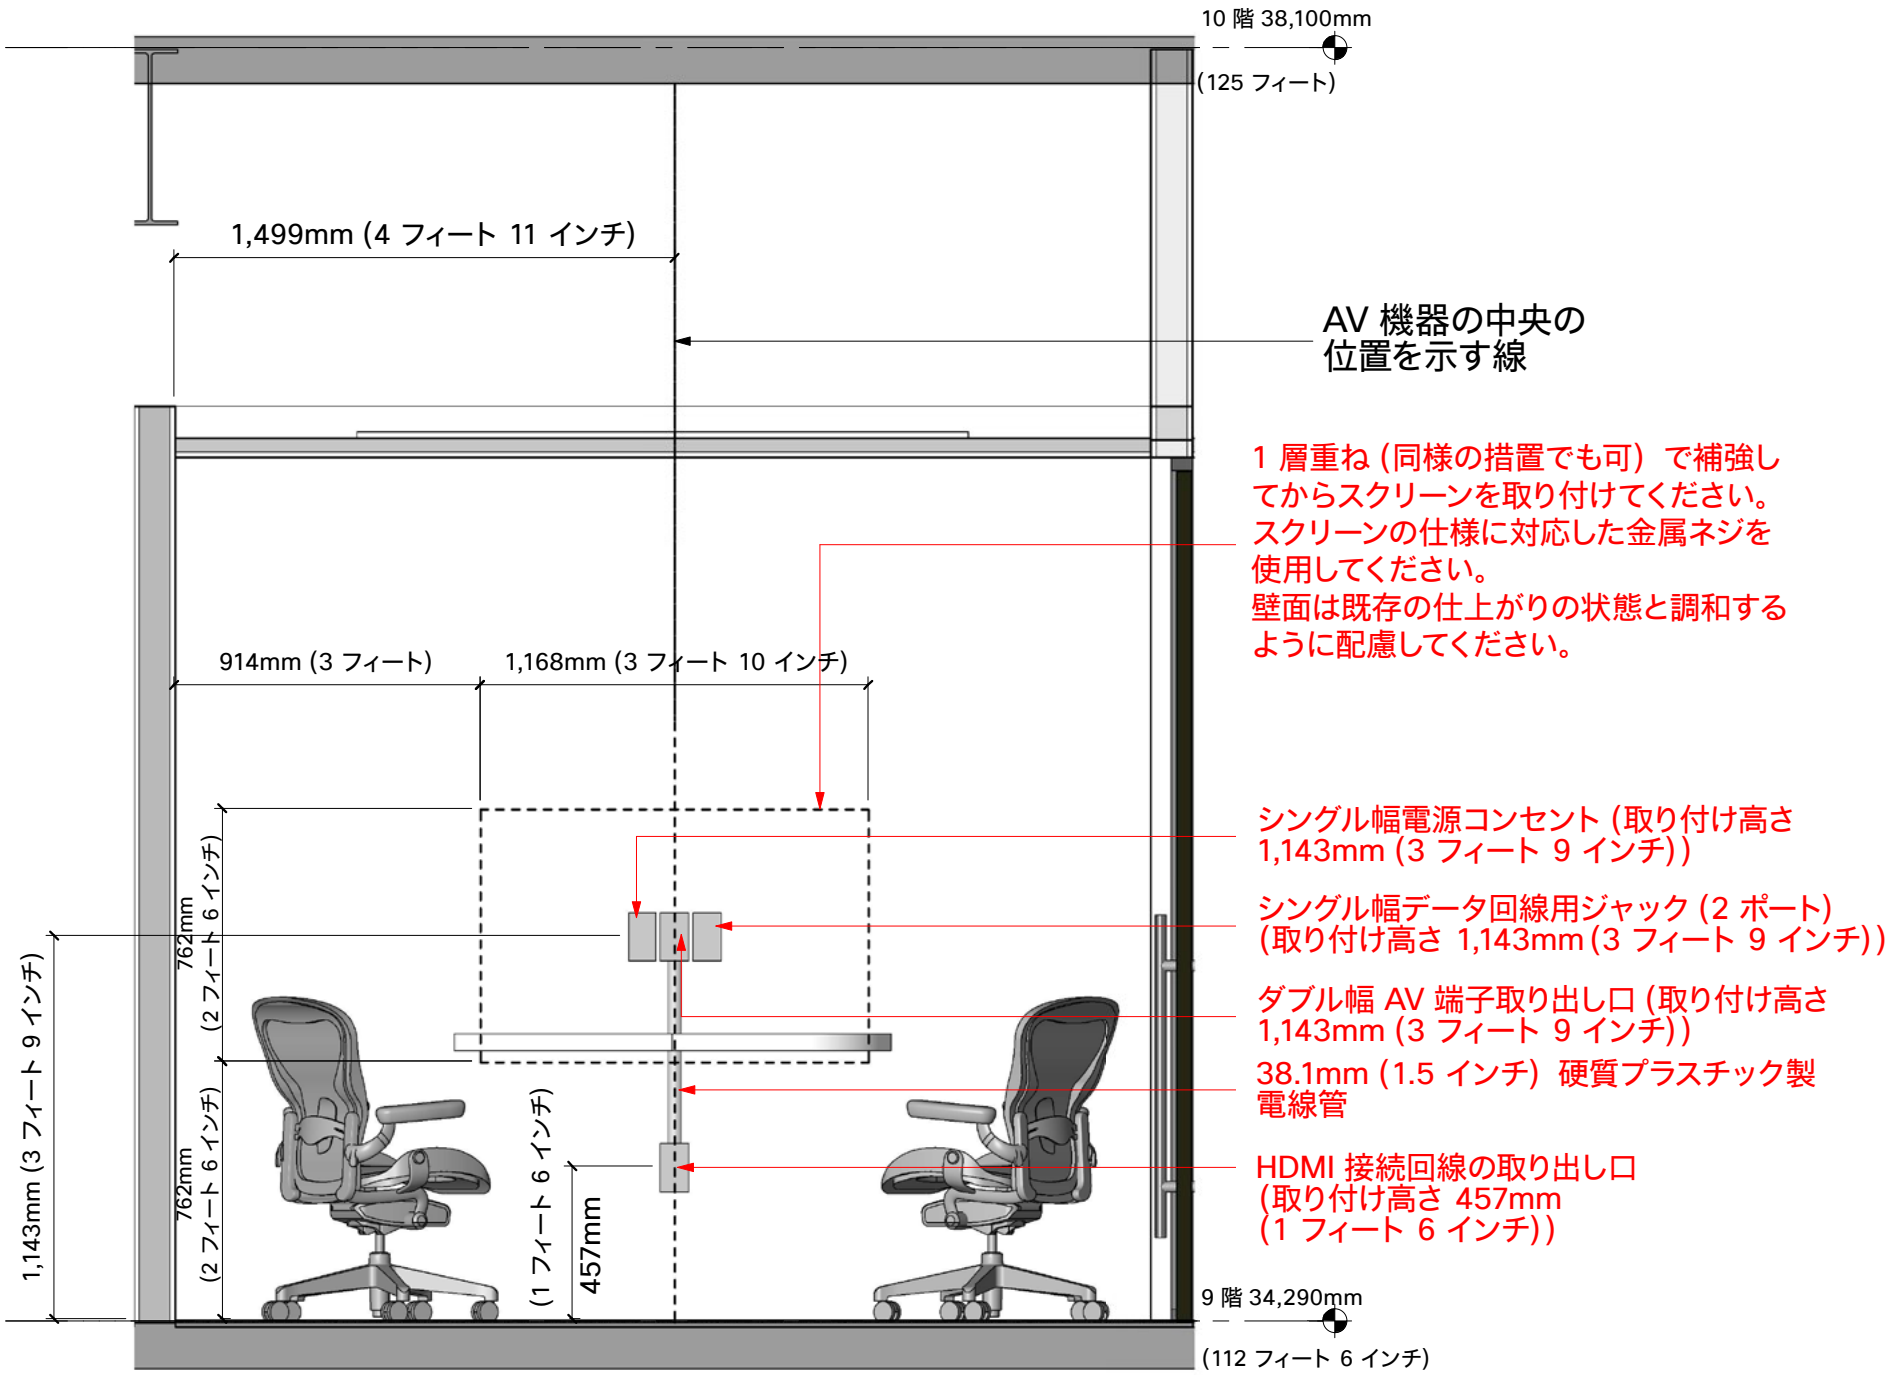 10 階 38,100mm
(125 フィート)
1,499mm (4 フィート 11 インチ)
AV 機器の中央の
位置を示す線
1 層重ね (同様の措置でも可) で補強し
てからスクリーンを取り付けてください。
スクリーンの仕様に対応した金属ネジを
使用してください。
壁面は既存の仕上がりの状態と調和する
ように配慮してください。
914mm (3 フィート)
1,168mm (3 フィート 10 インチ)
シングル幅電源コンセント (取り付け高さ
1,143mm (3 フィート 9 インチ))
シングル幅データ回線用ジャック (2 ポート)
(取り付け高さ 1,143mm (3 フィート 9 インチ))
ダブル幅 AV 端子取り出し口 (取り付け高さ
1,143mm (3 フィート 9 インチ))
38.1mm (1.5 インチ) 硬質プラスチック製
電線管
HDMI 接続回線の取り出し口
(取り付け高さ 457mm
(1 フィート 6 インチ))
762mm
(2 フィート 6 インチ)
1,143mm (3 フィート 9 インチ)
762mm
(2 フィート 6 インチ)
(1 フィート 6 インチ)
457mm
9 階 34,290mm
(112 フィート 6 インチ)